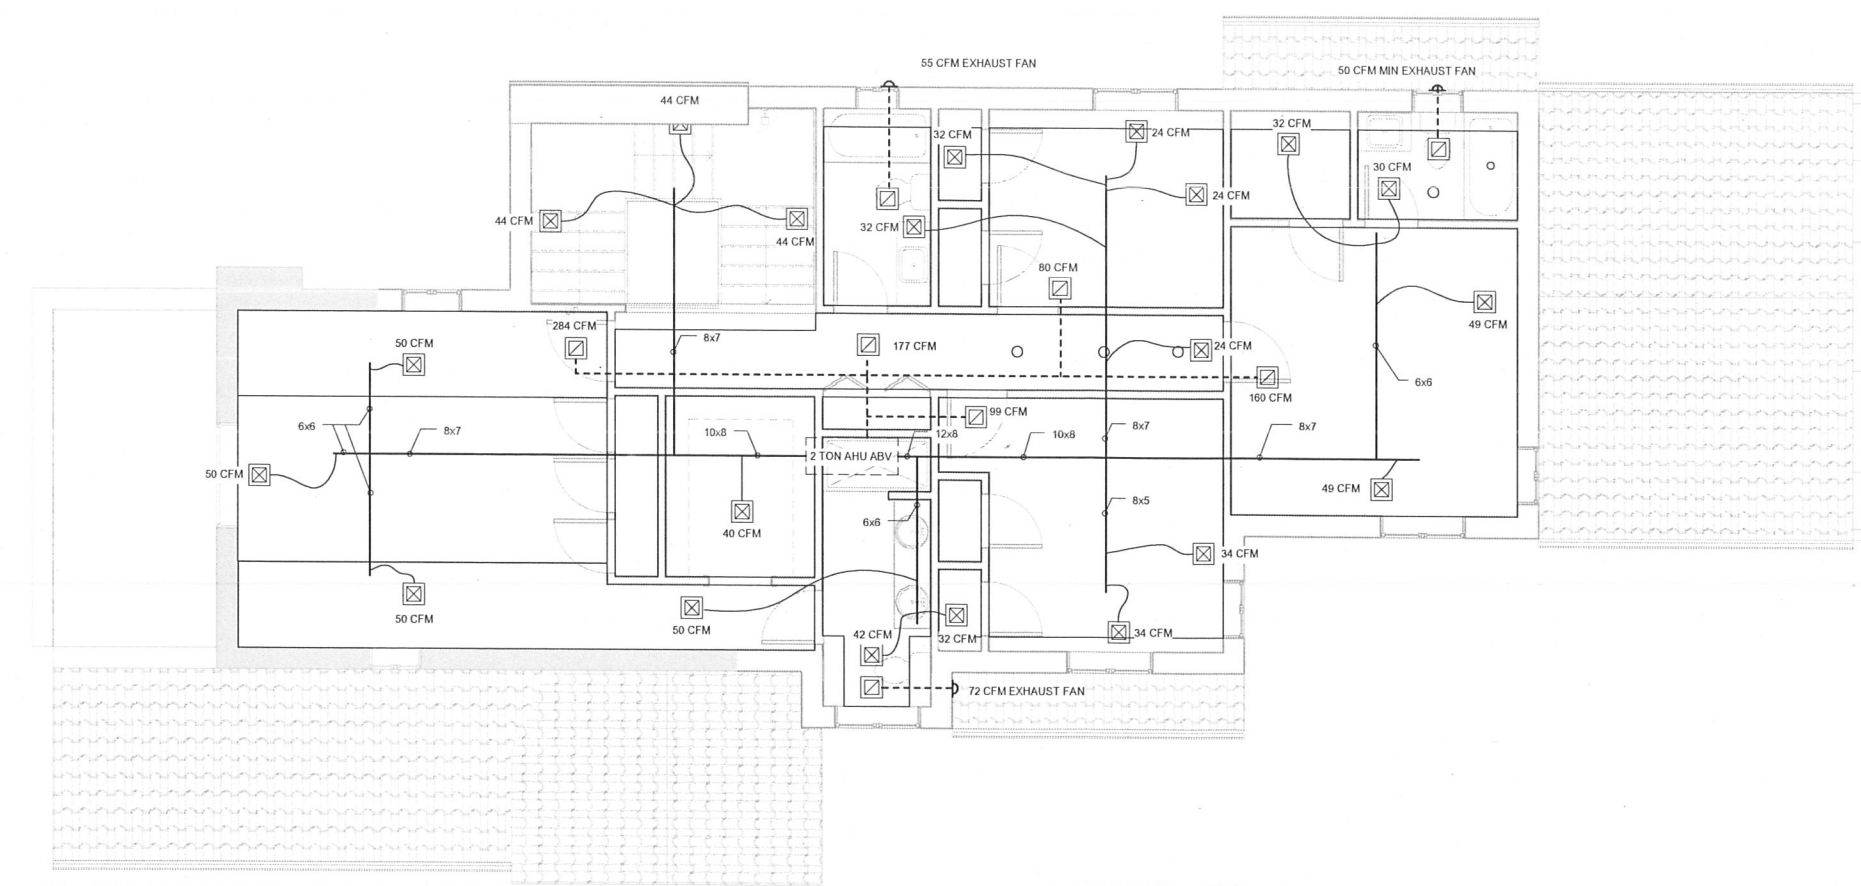 55 CFM EXHAUST FAN
50 CFM MIN EXHAUST FAN
44 CFM
32 CFM
24 CFM
32 CFM
30 CFM
24 CFM
44 CFM
32 CFM
44 CFM
80 CFM
49 CFM
284 CFM
50 CFM
8x7
177 CFM
24 CFM
6x6
160 CFM
99 CFM
6x6
8x7
10x8
12x8
10x8
8x7
8x7
2 TON AHU ABV
50 CFM
49 CFM
8x5
6x6
40 CFM
34 CFM
50 CFM
50 CFM
42 CFM
32 CFM
34 CFM
72 CFM EXHAUST FAN